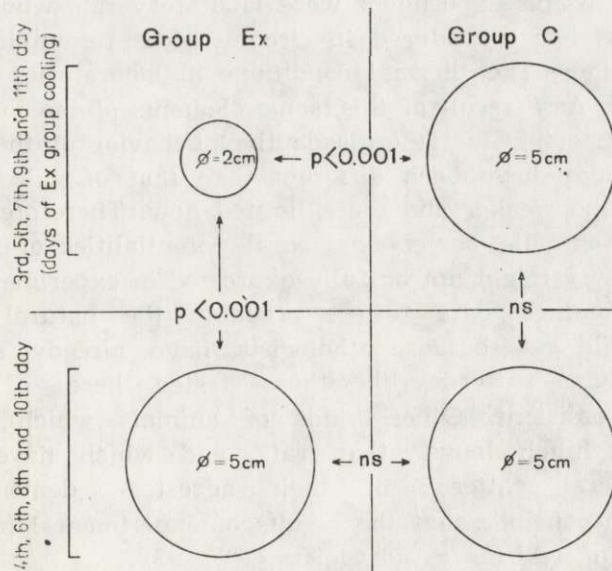 Group Ex
Group C
3rd, 5th, 7th, 9th and 11th day
(days of Ex group cooling)
ø=2cm
p<0.001
ø=5cm
p <0.001
ns
4th, 6th, 8th and 10th day
ø=5cm
ns
ø=5cm